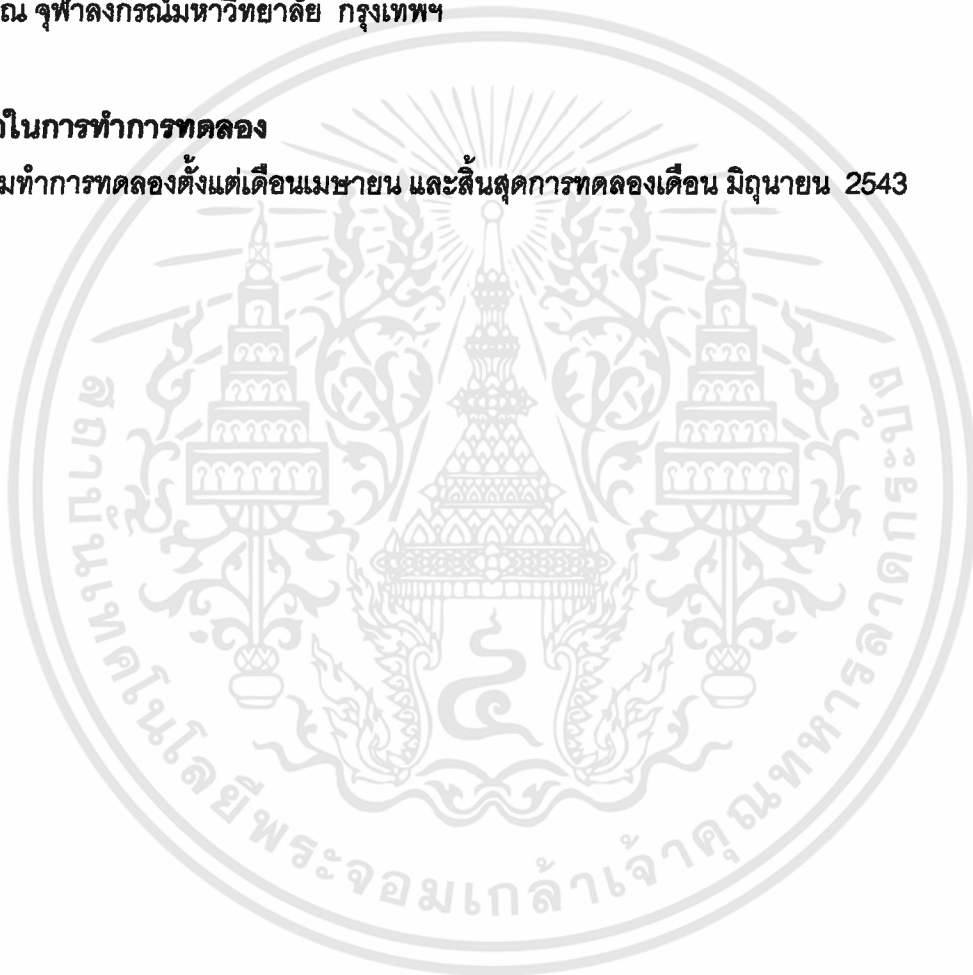 ณ จุฬาลงกรณ์มหาวิทยาลัย กรุงเทพฯ
ในการทำการทดลอง
มทำการทดลองตั้งแต่เดือนเมษายน และสิ้นสุดการทดลองเดือน มิถุนายน 2543
สถาบันเทคโนโลยีพระจอมเกล้าเจ้าคุณทหารลาดกระบัง